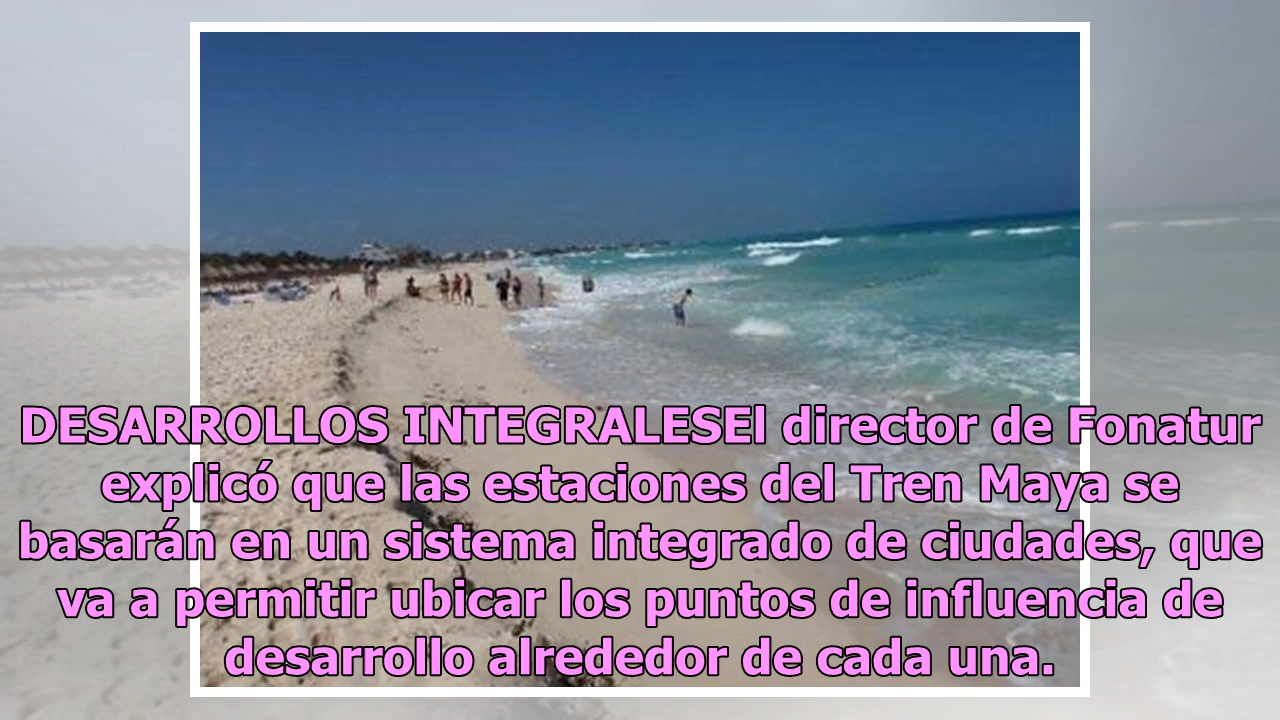 DESARROLLOS INTEGRALESEl director de Fonatur
explicó que las estaciones del Tren Maya se
basarán en un sistema integrado de ciudades, que
va a permitir ubicar los puntos de influencia de
desarrollo alrededor de cada una.